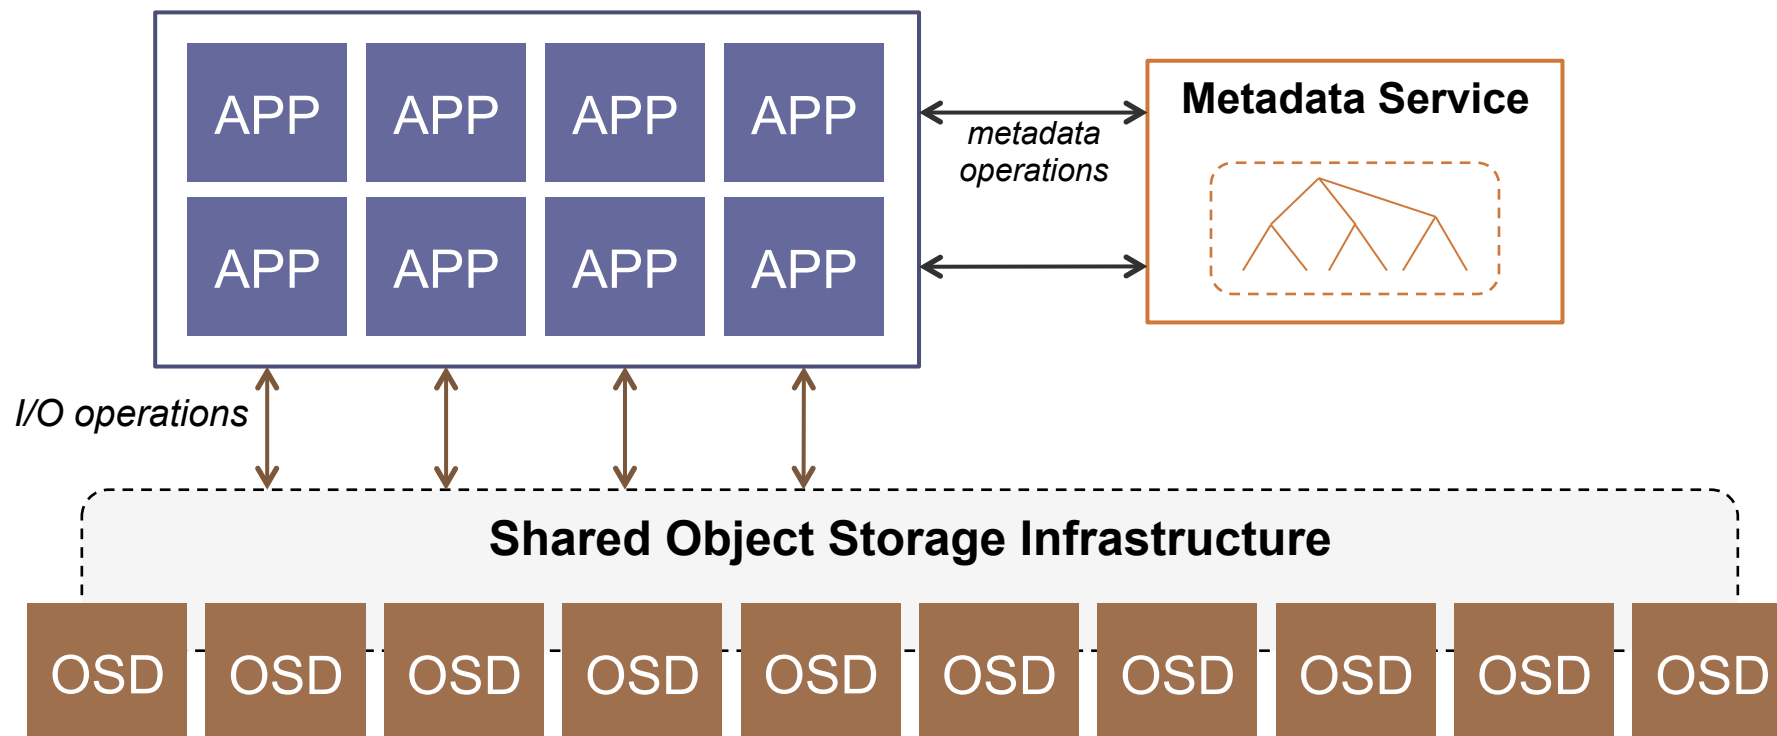 APP APP APP APP
Metadata Service
metadata
operations
APP APP APP APP
I/O operations
Shared Object Storage Infrastructure
OSD OSD OSD OSD OSD OSD OSD OSD OSD OSD